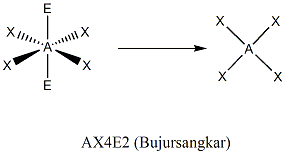 E
X X X X
A A
X X X X
E
AX4E2 (Bujursangkar)